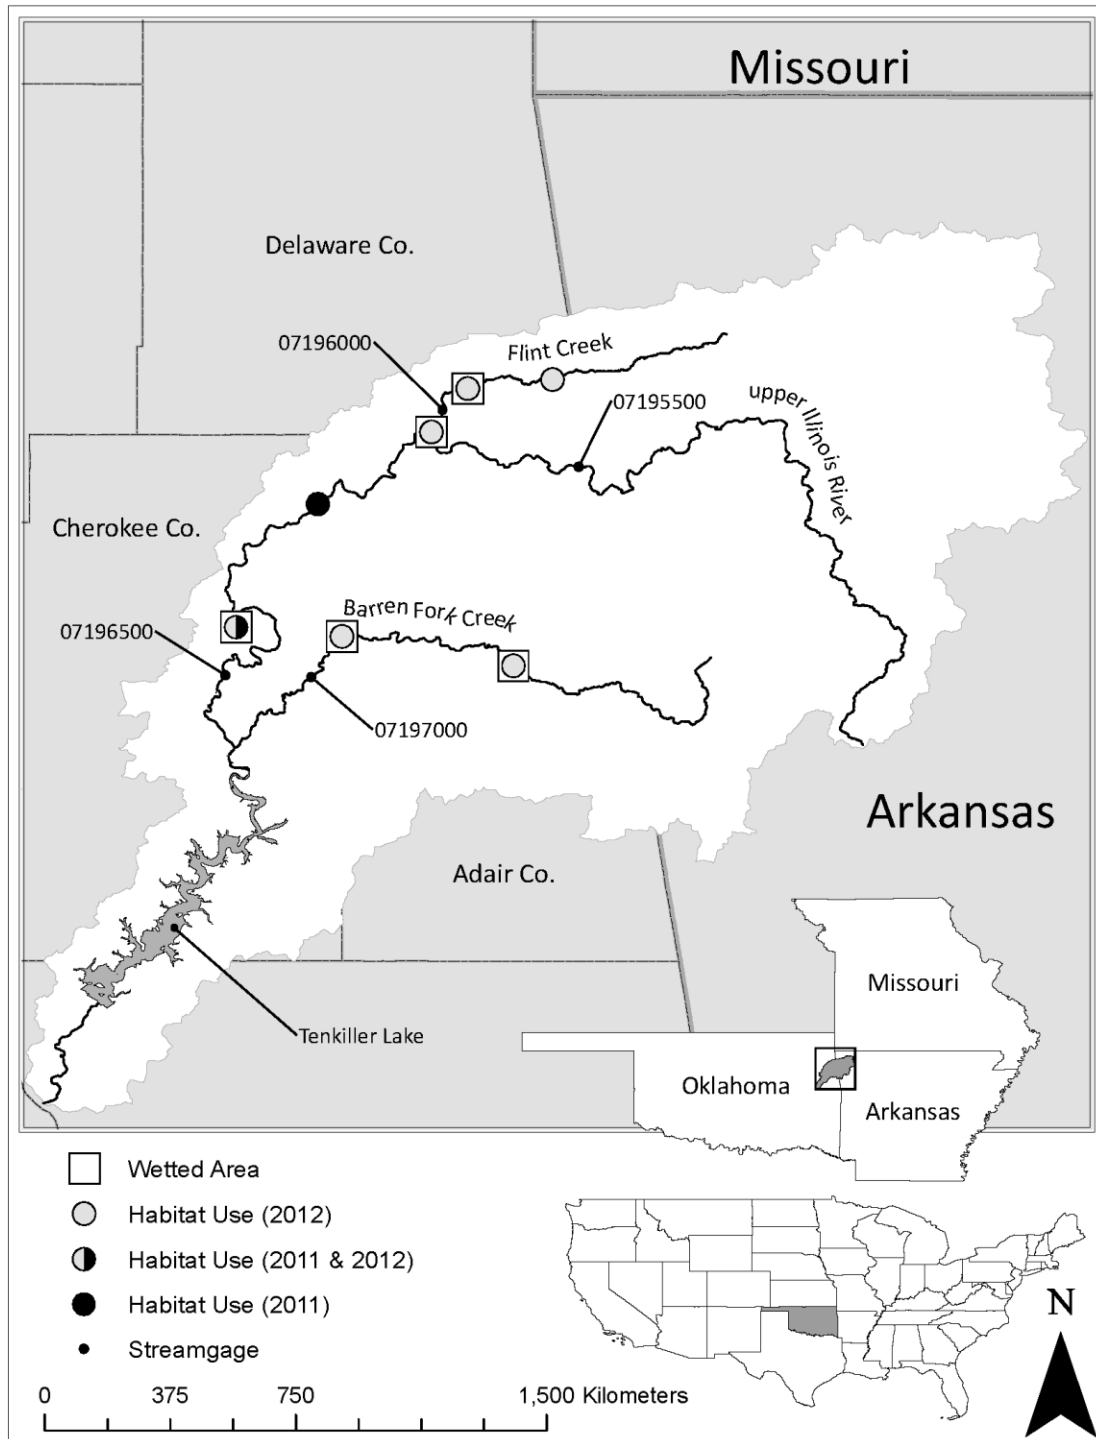 Missouri
Delaware Co.
07196000
Flint Creek
07195500
upper Illinois River
Cherokee Co.
Barren Fork Creek
07196500
07197000
Arkansas
Adair Co.
Tenkiller Lake
Missouri
Oklahoma
Arkansas
Wetted Area
Habitat Use (2012)
Habitat Use (2011 & 2012)
Habitat Use (2011)
Streamgage
N
0 375 750 1,500 Kilometers